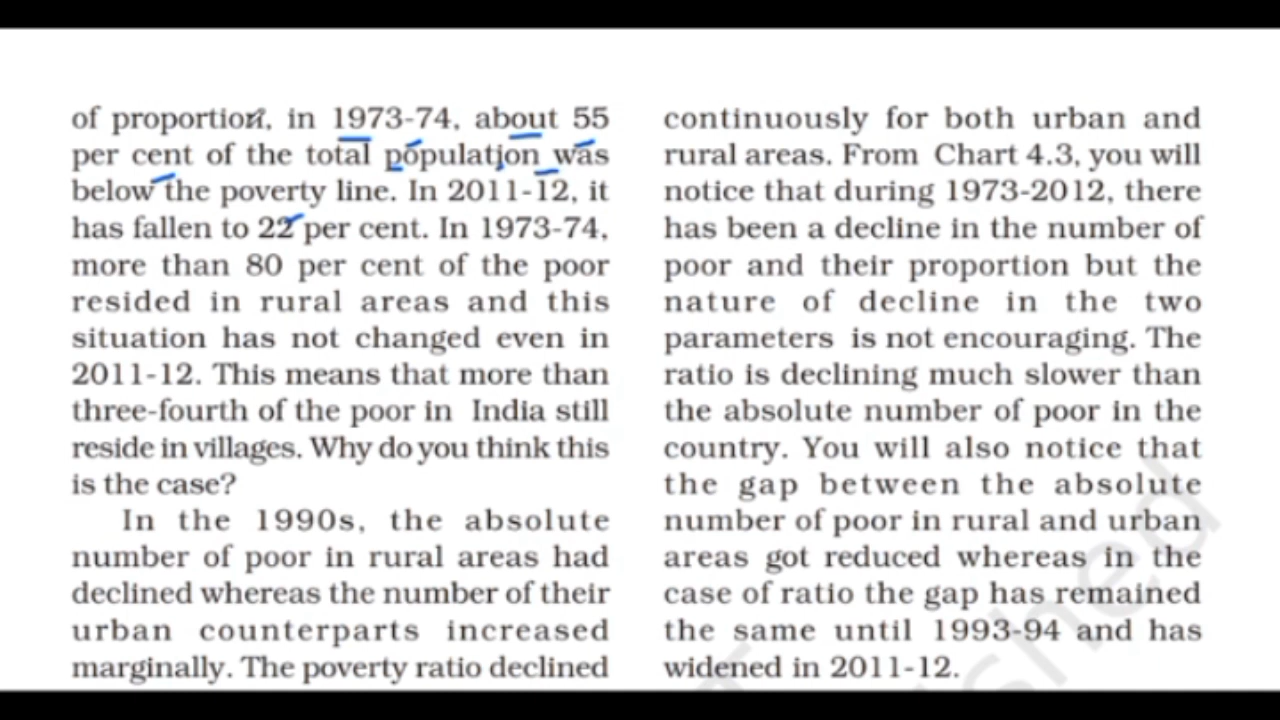 of proportion, in 1973-74, about 55
per cent of the total population was
below the poverty line. In 2011-12, it
has fallen to 22 per cent. In 1973-74,
more than 80 per cent of the poor
resided in rural areas and this
situation has not changed even in
2011-12. This means that more than
three-fourth of the poor in India still
reside in villages. Why do you think this
is the case?
In the 1990s, the absolute
number of poor in rural areas had
declined whereas the number of their
urban counterparts increased
marginally. The poverty ratio declined
continuously for both urban and
rural areas. From Chart 4.3, you will
notice that during 1973-2012, there
has been a decline in the number of
poor and their proportion but the
nature of decline in the two
parameters is not encouraging. The
ratio is declining much slower than
the absolute number of poor in the
country. You will also notice that
the gap between the absolute
number of poor in rural and urban
areas got reduced whereas in the
case of ratio the gap has remained
the same until 1993-94 and has
widened in 2011-12.